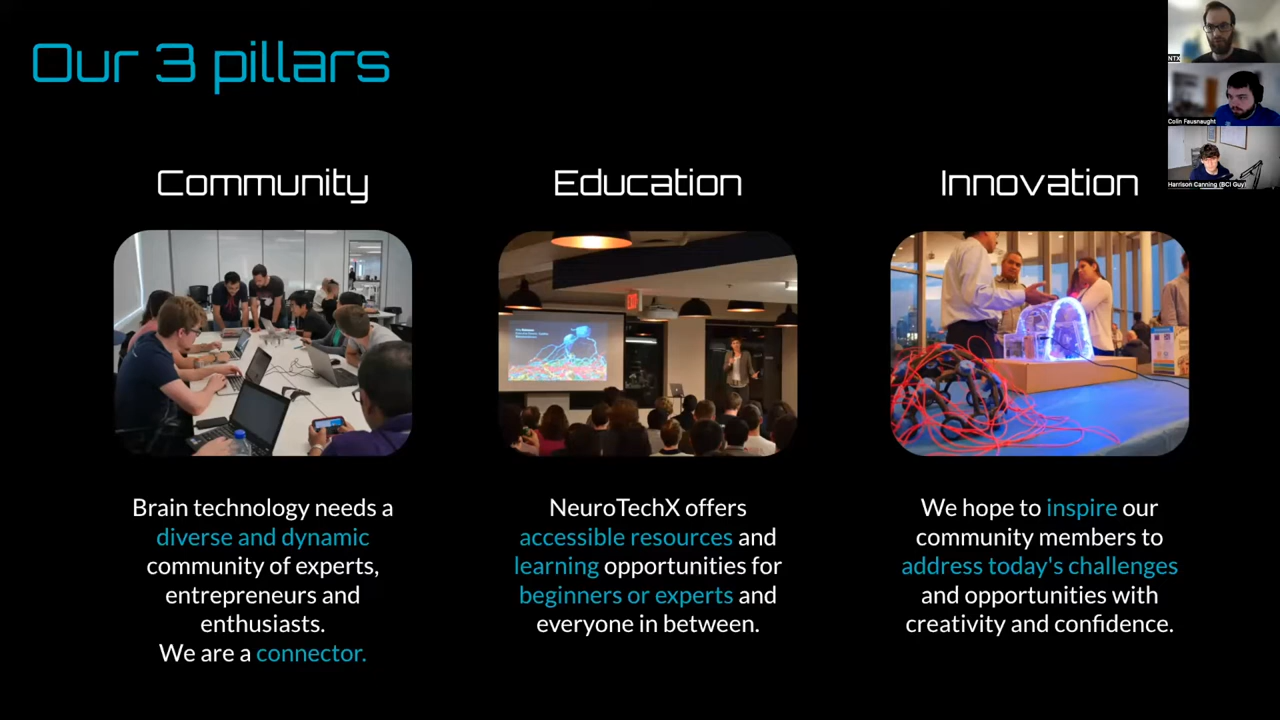 Our 3 pillars
NTX
Colin Fausnaught
Harrison Canning (BCI Guy)
Community
Education
Innovation
EXIT
Brain technology needs a
diverse and dynamic
community of experts,
entrepreneurs and
enthusiasts.
We are a connector.
NeuroTechX offers
accessible resources and
learning opportunities for
beginners or experts and
everyone in between.
We hope to inspire our
community members to
address today's challenges
and opportunities with
creativity and confidence.